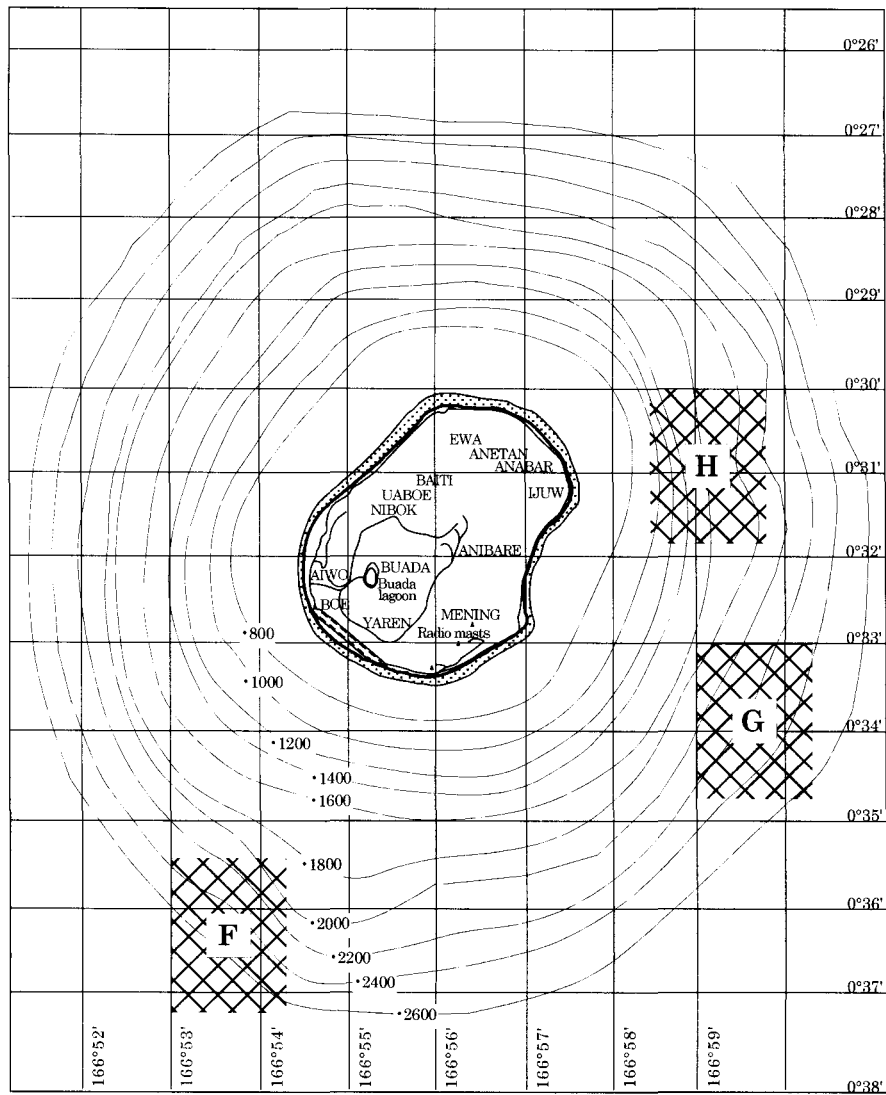 0°26'
0°27'
0°28'
0°29'
0°30'
EWA
ANETAN
ANABAR
H
0°31'
BAITI
UABOE
IJUW
NIBOK
ANIBARE
0°32'
AIWO
BUADA
Buada
lagoon
BOE
YAREN
MENING
Radio masts
800
0°33'
1000
G
0°34'
1200
1400
1600
0°35'
1800
2000
0°36'
F
2200
2400
0°37'
2600
166°52'
166°53'
166°54'
166°55'
166°56'
166°57'
166°58'
166°59'
0°38'